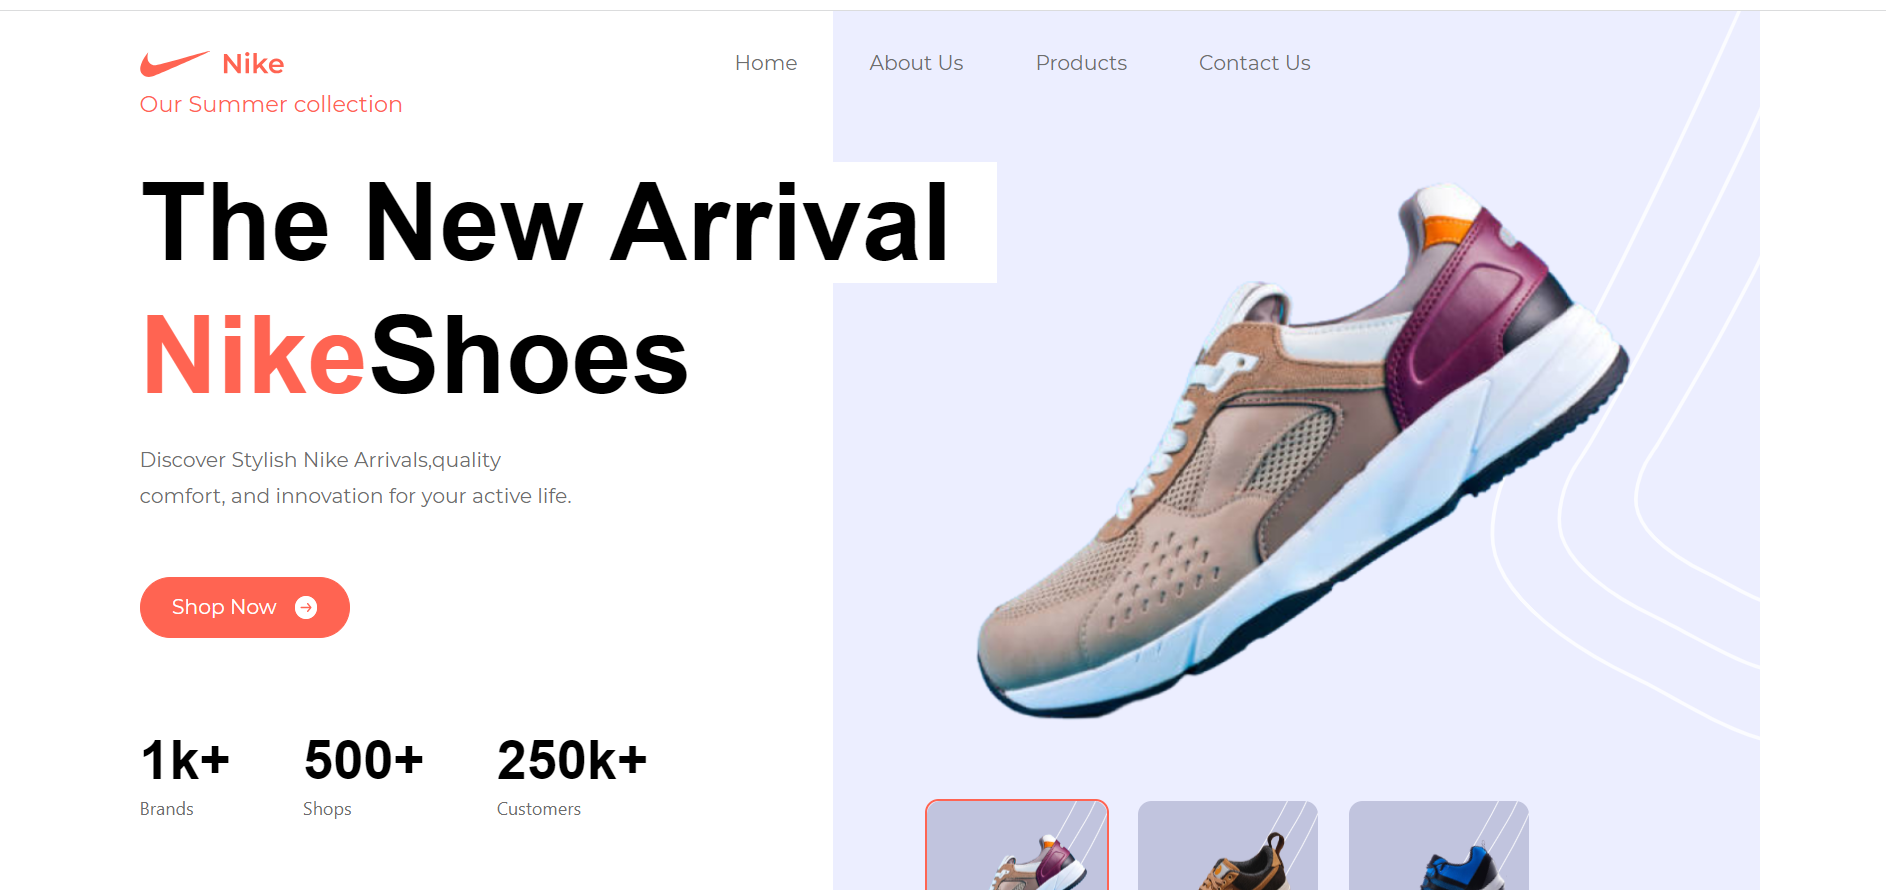 Nike
Home
About Us
Products
Contact Us
Our Summer collection
The New Arrival
NikeShoes
Discover Stylish Nike Arrivals,quality
comfort, and innovation for your active life.
Shop Now
1k+
500+
250k+
Brands
Shops
Customers